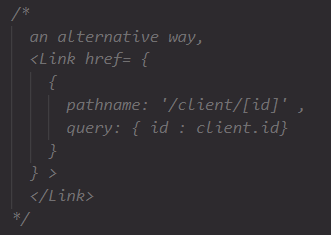 /*
an alternative way,
<Link href= {
{
pathname: '/client/[id]' ,
query: { id : client.id}
}
} >
</Link>
*/